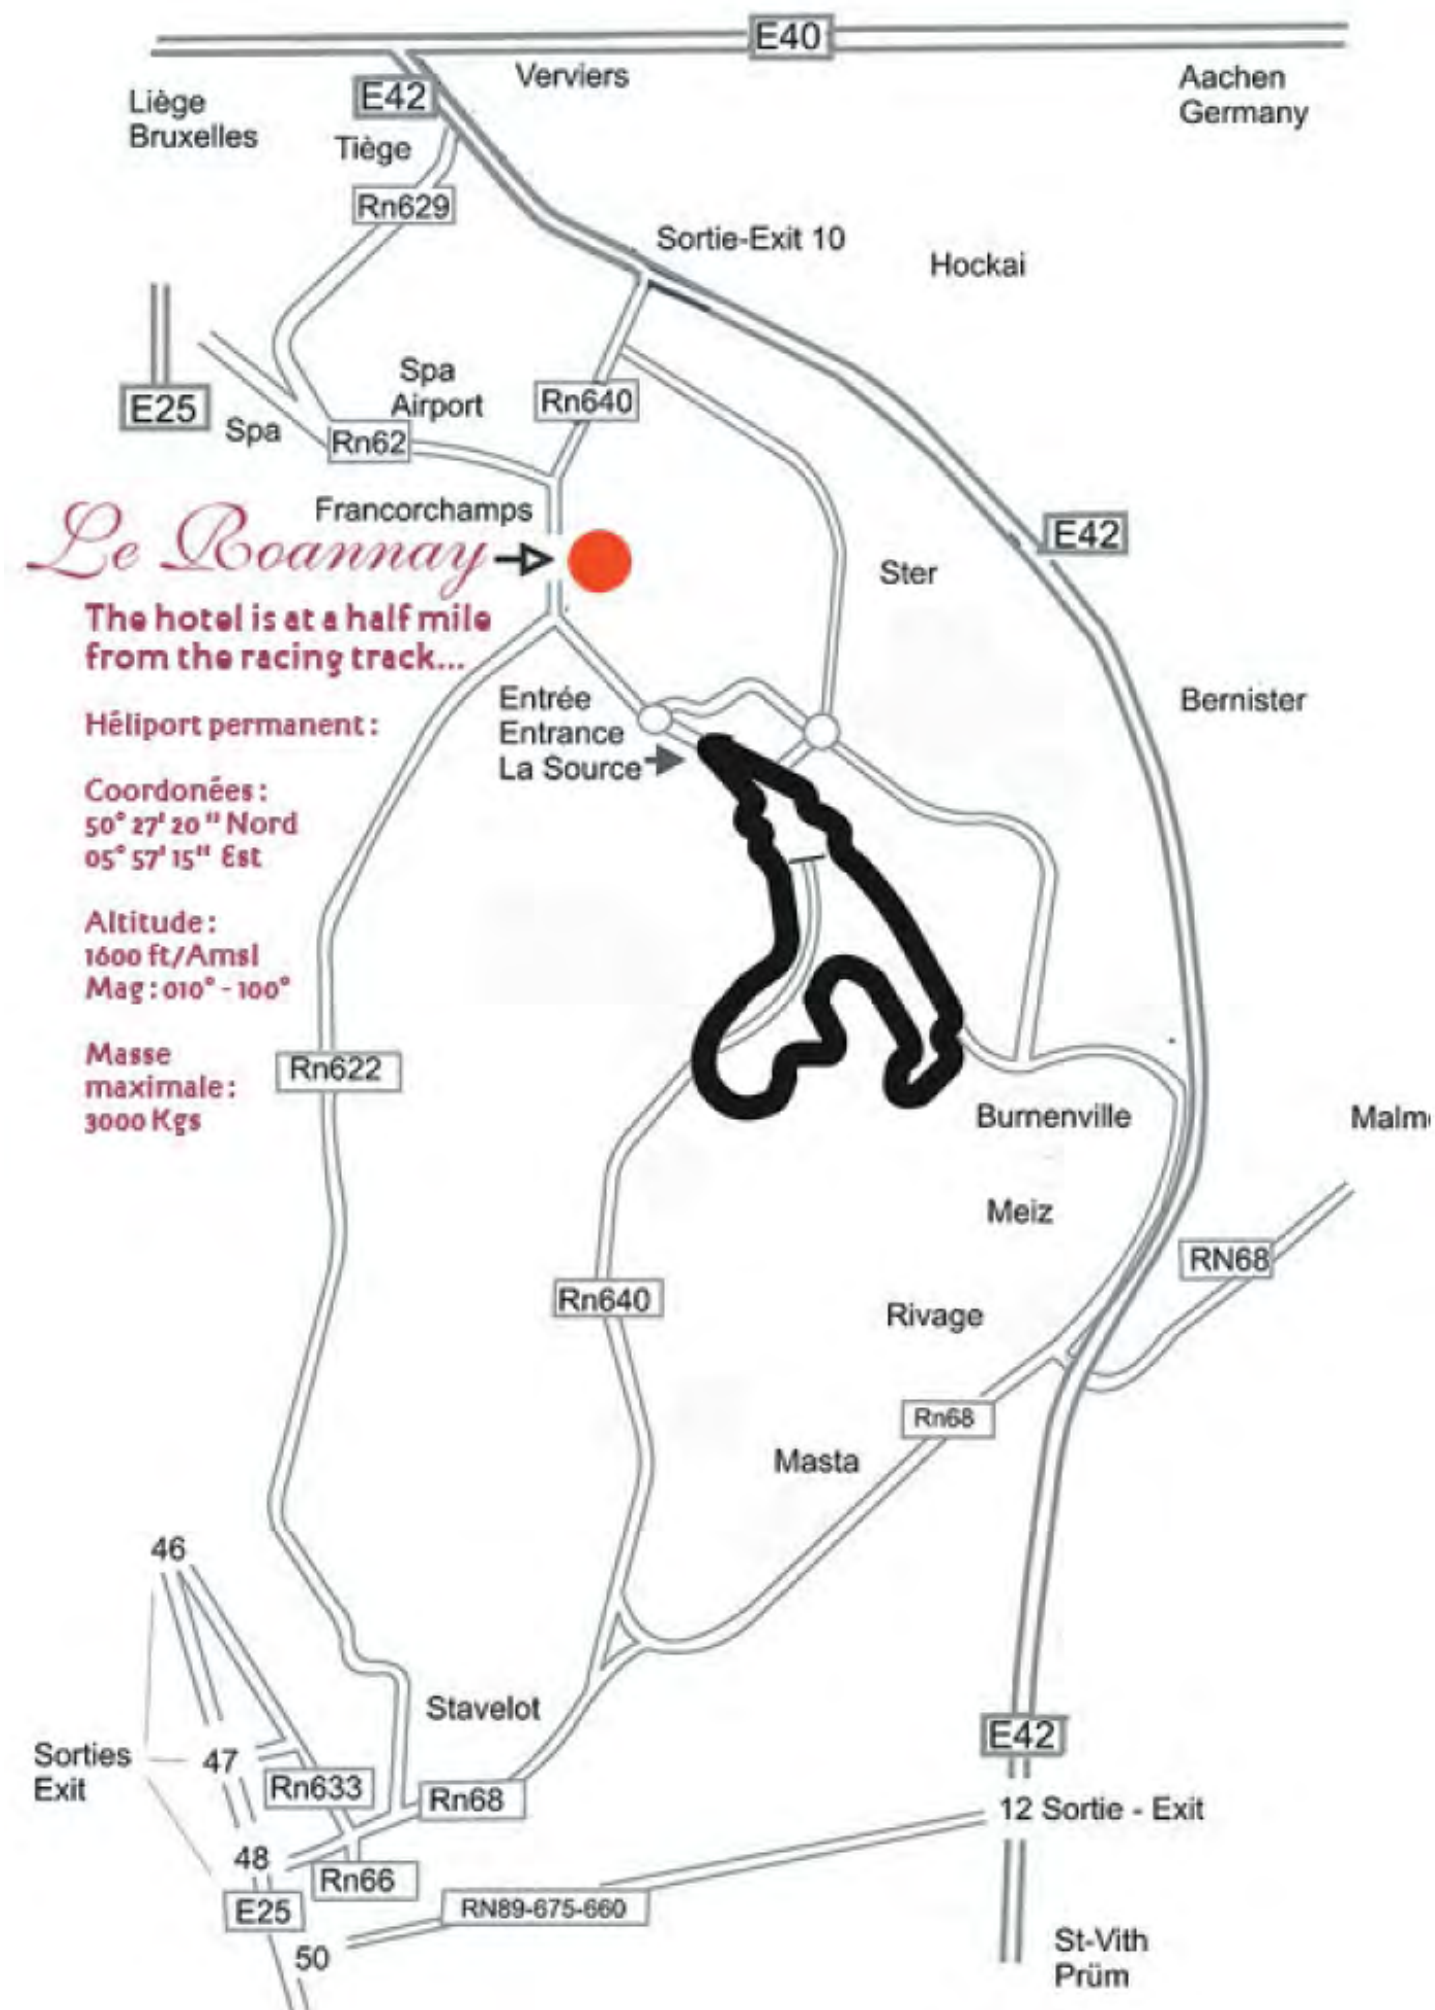 E40
Verviers
Aachen
Germany
Liège
Bruxelles
E42
Tiège
Rn629
Sortie-Exit 10
Hockai
E25
Spa
Spa
Airport
Rn640
Rn62
Francorchamps
Le Roannay
The hotel is at a half mile
from the racing track...
E42
Ster
Héliport permanent :
Entrée
Entrance
La Source
Bernister
Coordonées :
50° 27' 20 " Nord
05° 57' 15" Est
Altitude :
1600 ft/Amsl
Mag : 010° - 100°
Masse
maximale :
3000 Kgs
Rn622
Burnenville
Meiz
RN68
Rn640
Rivage
Rn68
Masta
46
Stavelot
E42
Sorties
Exit
47
Rn633
Rn68
12 Sortie - Exit
48
Rn66
E25
RN89-675-660
50
St-Vith
Prüm